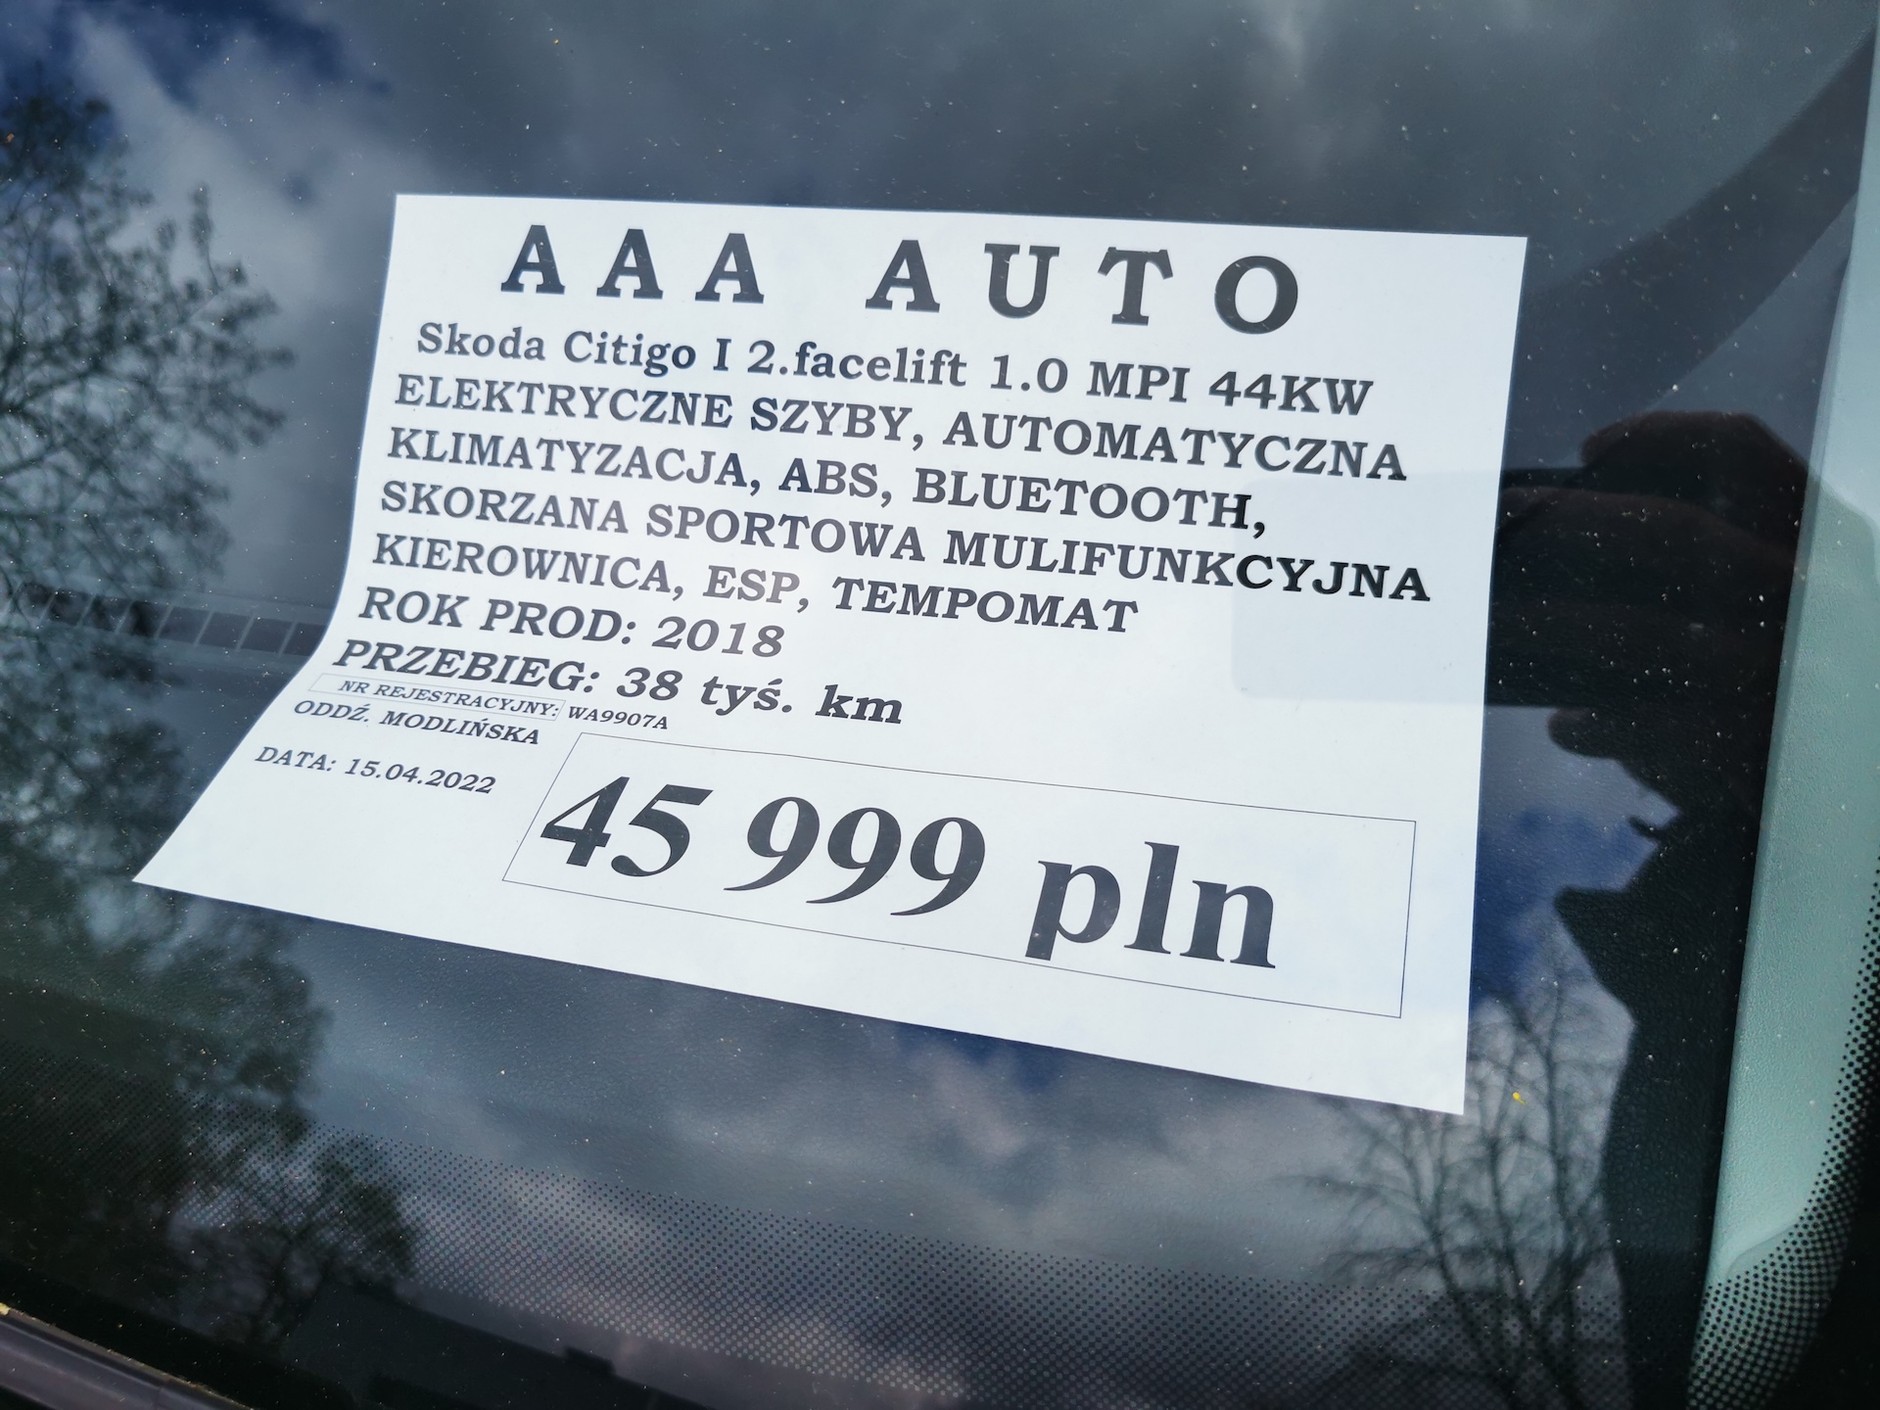 AAA AUTO
Skoda Citigo I 2.facelift 1.0 MPI 44KW
ELEKTRYCZNE SZYBY, AUTOMATYCZNA
KLIMATYZACJA, ABS, BLUETOOTH,
SKORZANA SPORTOWA MULIFUNKCYJNA
KIEROWNICA, ESP, TEMPOMAT
ROK PROD: 2018
PRZEBIEG: 38 tyś. km
NR REJESTRACYJNY: WA9907A
ODDŹ. MODLIŃSKA
DATA: 15.04.2022
45 999 pln